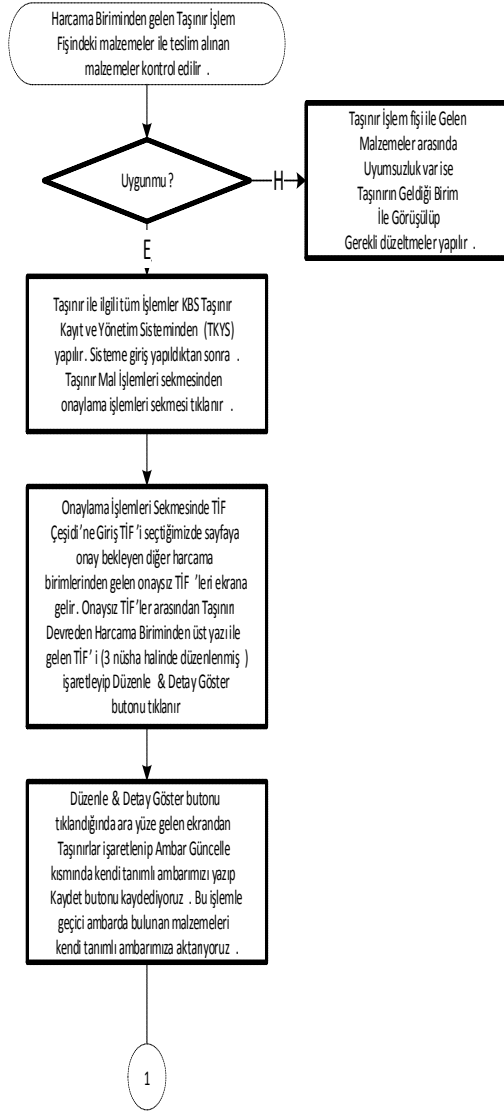 Harcama Biriminden gelen Taşınır İşlem
Fişindeki malzemeler ile teslim alınan
malzemeler kontrol edilir .
Uygunmu ?
H
Taşınır İşlem fişi ile Gelen
Malzemeler arasında
Uyumsuzluk var ise
Taşınırın Geldiği Birim
İle Görüşülüp
Gerekli düzeltmeler yapılır .
E
Taşınır ile ilgili tüm İşlemler KBS Taşınır
Kayıt ve Yönetim Sisteminden (TKYS)
yapılır . Sisteme giriş yapıldıktan sonra .
Taşınır Mal İşlemleri sekmesinden
onaylama işlemleri sekmesi tıklanır .
Onaylama İşlemleri Sekmesinde TİF
Çeşidi’ne Giriş TİF ’i seçtiğimizde sayfaya
onay bekleyen diğer harcama
birimlerinden gelen onaysız TİF ’leri ekrana
gelir . Onaysız TİF’ler arasından Taşının
Devreden Harcama Biriminden üst yazı ile
gelen TİF’ i (3 nüsha halinde düzenlenmiş )
işaretleyip Düzenle & Detay Göster
butonu tıklanır
Düzenle & Detay Göster butonu
tıklandığında ara yüze gelen ekrandan
Taşınırlar işaretlenip Ambar Güncelle
kısmında kendi tanımlı ambarımızı yazıp
Kaydet butonu kaydediyoruz . Bu işlemle
geçici ambarda bulunan malzemeleri
kendi tanımlı ambarımıza aktarıyoruz .
1